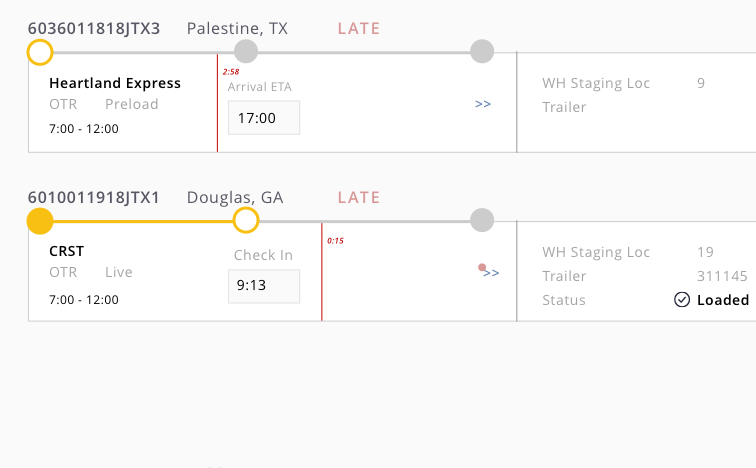 6036011818JTX3 Palestine, TX LATE
2:58
Heartland Express Arrival ETA WH Staging Loc 9
OTR Preload >> Trailer
17:00
7:00 - 12:00
6010011918JTX1 Douglas, GA LATE
0:15
CRST Check In WH Staging Loc 19
OTR Live >> Trailer 311145
9:13
7:00 - 12:00 Status Loaded